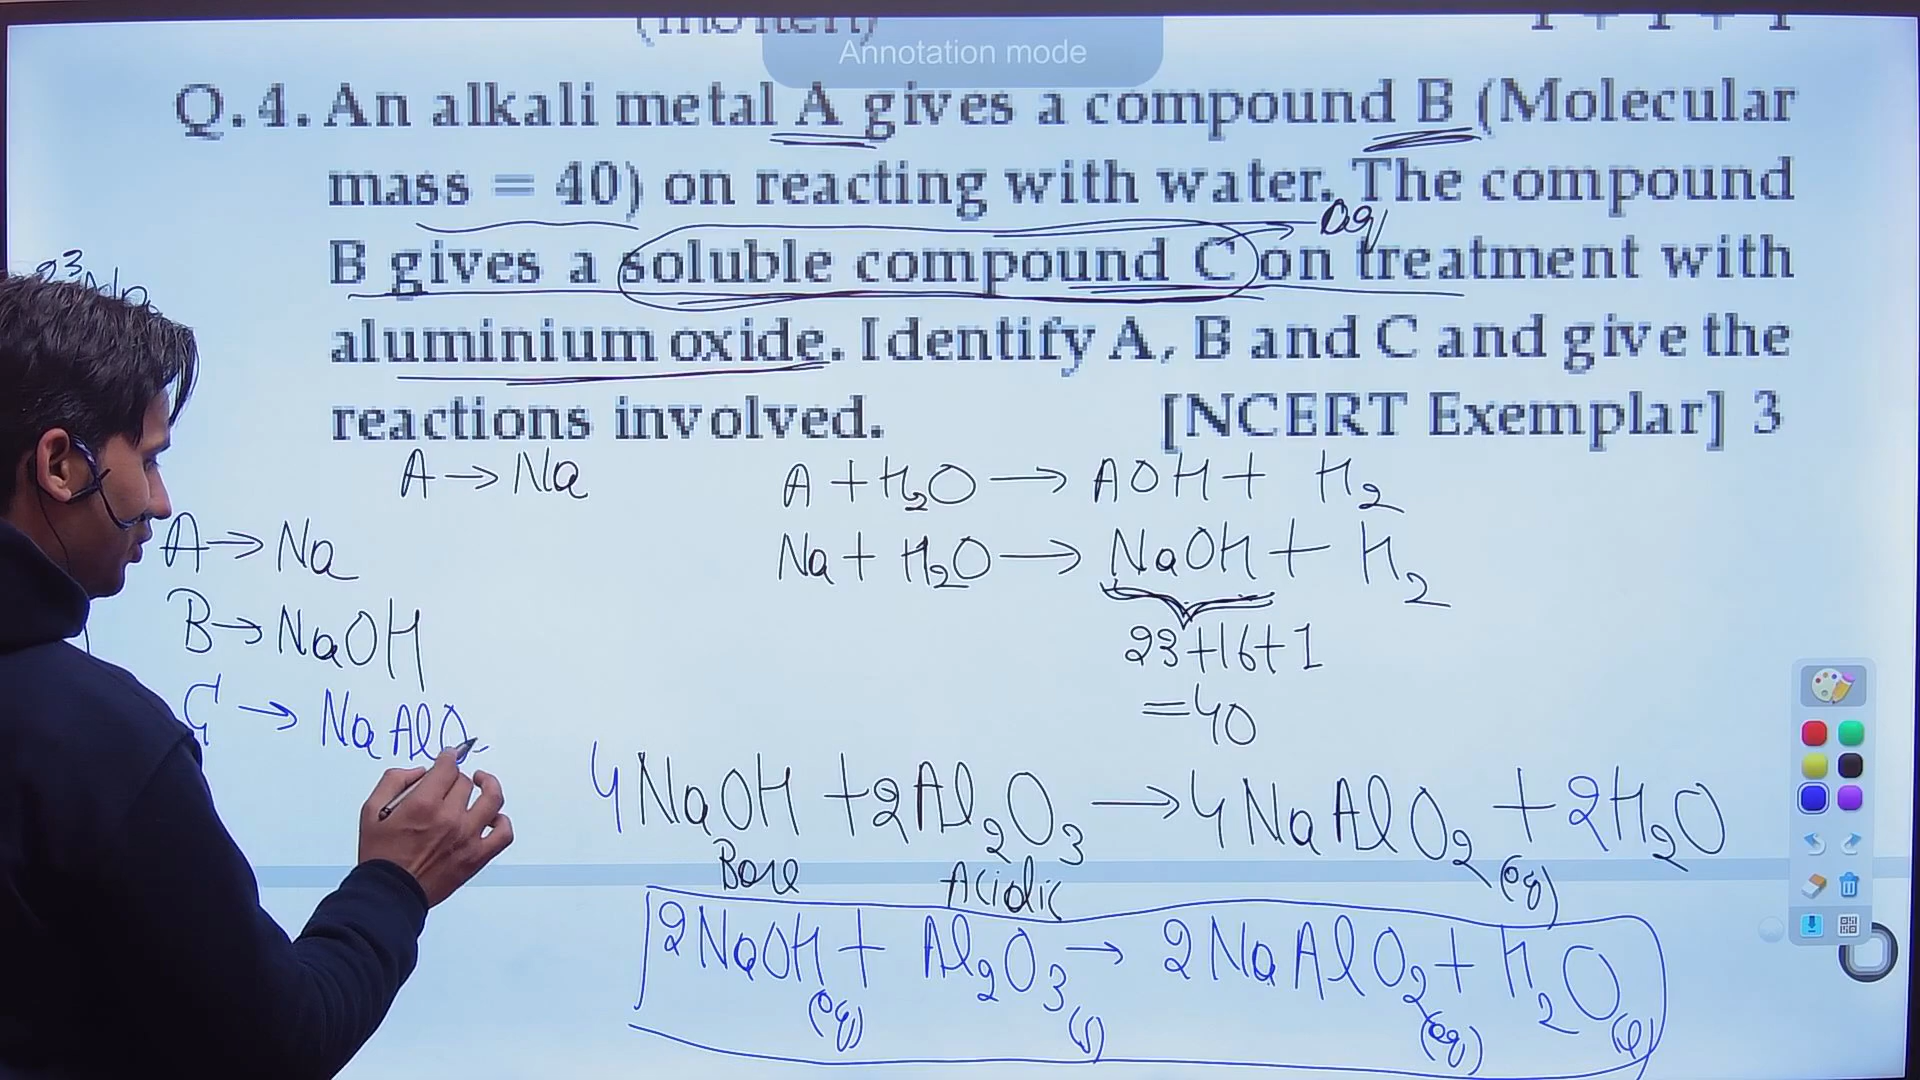 (molten)
Annotation mode
Q. 4. An alkali metal A gives a compound B (Molecular
mass = 40) on reacting with water. The compound
aq
B gives a soluble compound C on treatment with
aluminium oxide. Identify A, B and C and give the
reactions involved. [NCERT Exemplar] 3
A → Na
A + H₂O → AOH + H₂
A → Na
Na + H₂O → NaOH + H₂
B → NaOH
23+16+1
= 40
C → NaAlO
4NaOH + 2Al₂O₃ → 4NaAlO₂ (aq) + 2H₂O
Base Acidic
2NaOH (aq) + Al₂O₃ (s) → 2NaAlO₂ (aq) + H₂O (l)